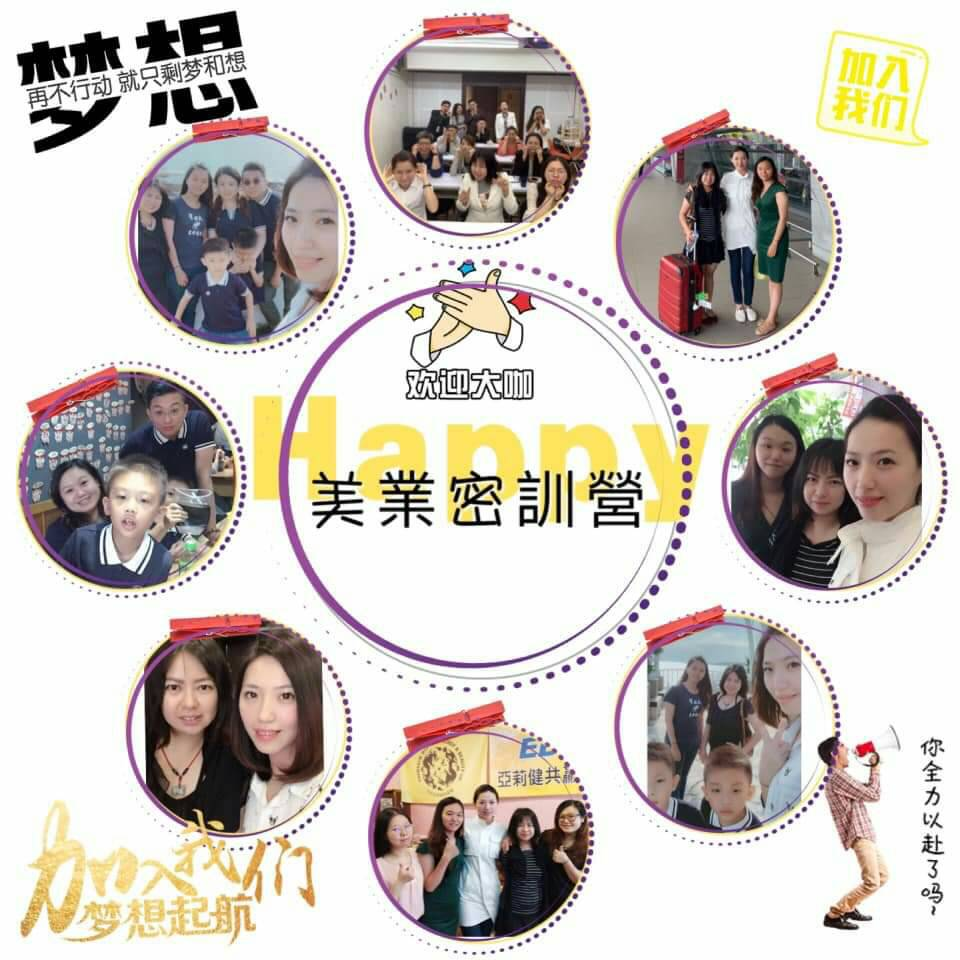 梦想
再不行动 就只剩梦和想
加入
我们
欢迎大咖
Happy
美業密訓營
亞莉健共
加入我们
梦想起航
你全力以赴了吗~